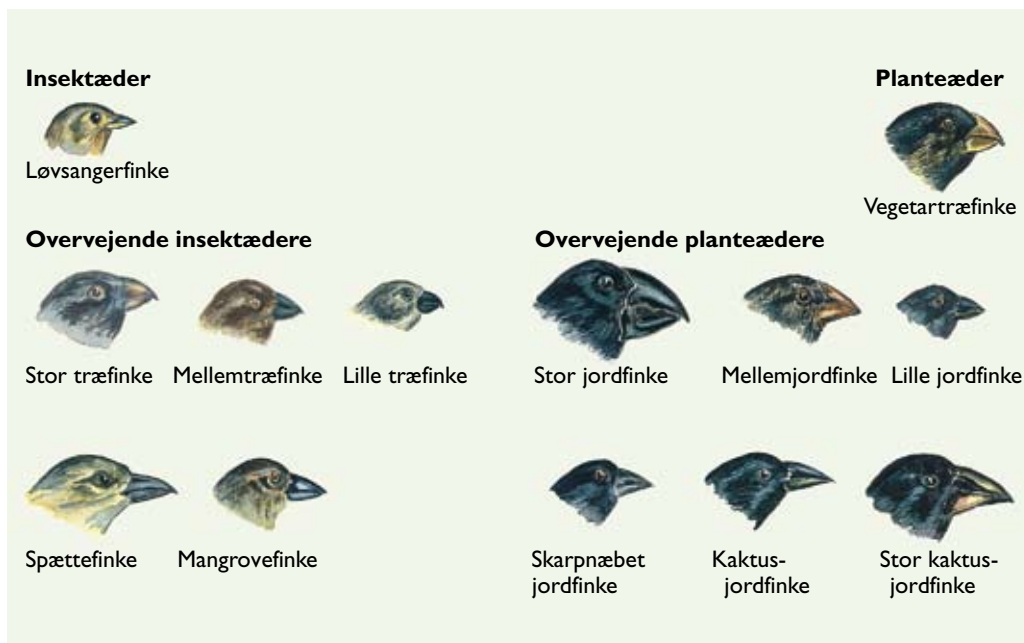 Insektæder
Løvsangerfinke
Planteæder
Vegetartræfinke
Overvejende insektædere
Stor træfinke
Mellemtræfinke
Lille træfinke
Spættefinke
Mangrovefinke
Overvejende planteædere
Stor jordfinke
Mellemjordfinke
Lille jordfinke
Skarpnæbet
jordfinke
Kaktus-
jordfinke
Stor kaktus-
jordfinke